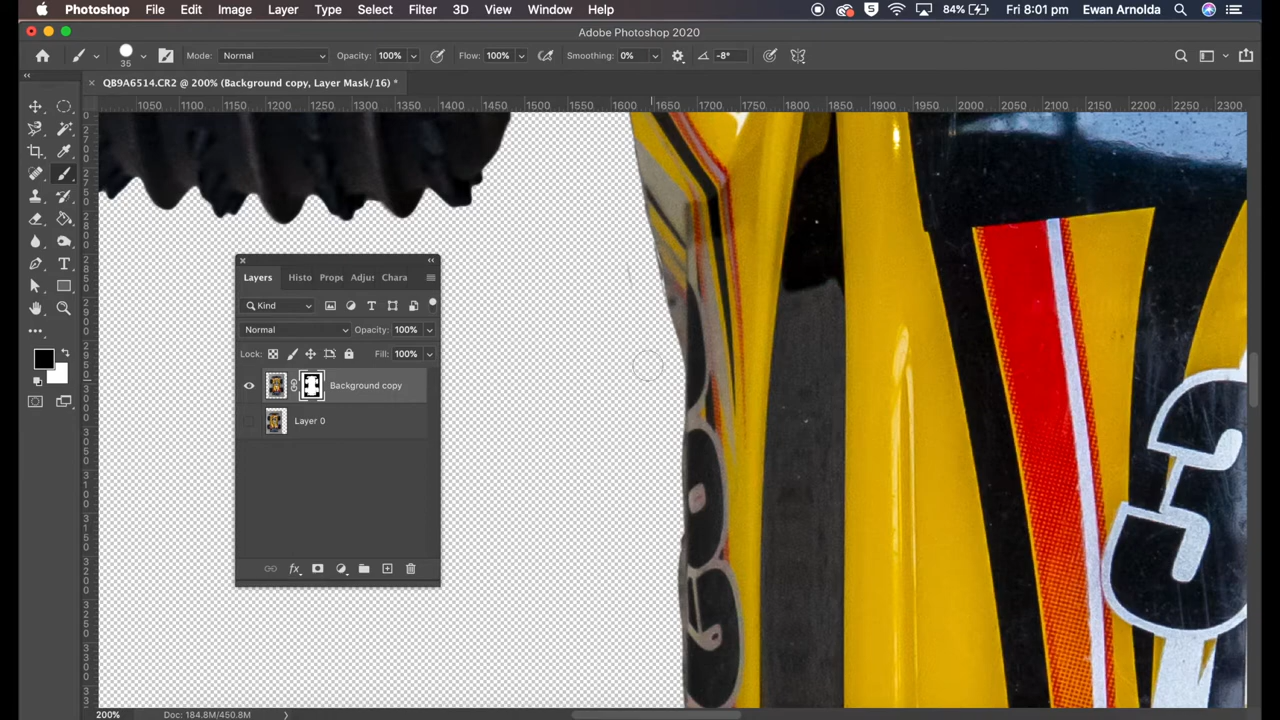 Photoshop File Edit Image Layer Type Select Filter 3D View Window Help 84% Fri 8:01 pm Ewan Arnolda
Adobe Photoshop 2020
35 Mode: Normal Opacity: 100% Flow: 100% Smoothing: 0% -8°
QB9A6514.CR2 @ 200% (Background copy, Layer Mask/16) *
1050 1100 1150 1200 1250 1300 1350 1400 1450 1500 1550 1600 1650 1700 1750 1800 1850 1900 1950 2000 2050 2100 2150 2200 2250 2300
Layers Histo Prope Adju: Chara
Kind
Normal Opacity: 100%
Lock: Fill: 100%
Background copy
Layer 0
fx
200% Doc: 184.8M/450.8M